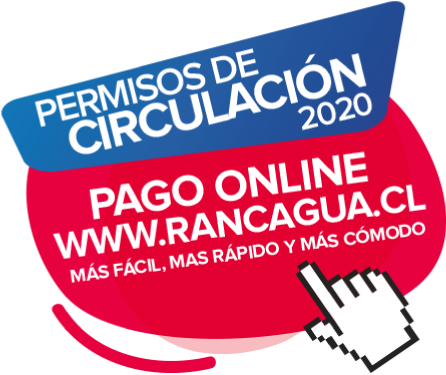 PERMISOS DE
CIRCULACIÓN
2020
PAGO ONLINE
WWW.RANCAGUA.CL
MÁS FÁCIL, MAS RÁPIDO Y MÁS CÓMODO